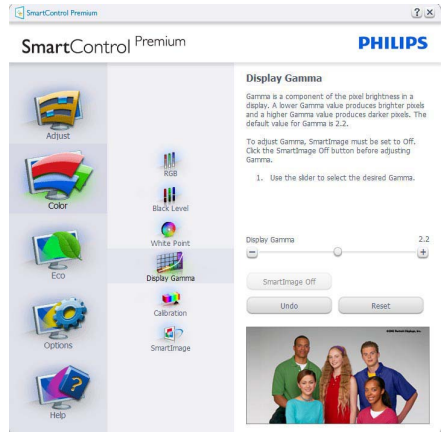 SmartControl Premium
? ×
SmartControl Premium
PHILIPS
Adjust
Color
Eco
Options
Help
RGB
Black Level
White Point
Display Gamma
Calibration
SmartImage
Display Gamma
Gamma is a component of the pixel brightness in a
display. A lower Gamma value produces brighter pixels
and a higher Gamma value produces darker pixels. The
default value for Gamma is 2.2.
To adjust Gamma, SmartImage must be set to Off.
Click the SmartImage Off button before adjusting
Gamma.
1. Use the slider to select the desired Gamma.
Display Gamma 2.2
SmartImage Off
Undo Reset